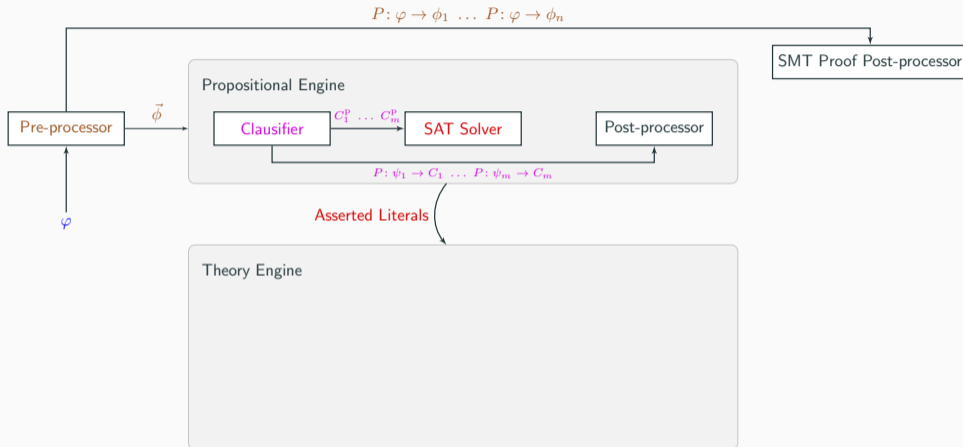 P: φ → ϕ₁ … P: φ → ϕₙ
SMT Proof Post-processor
Propositional Engine
Pre-processor
ϕ⃗
Clausifier
C₁ᵖ … Cₘᵖ
SAT Solver
Post-processor
P: ψ₁ → C₁ … P: ψₘ → Cₘ
φ
Asserted Literals
Theory Engine